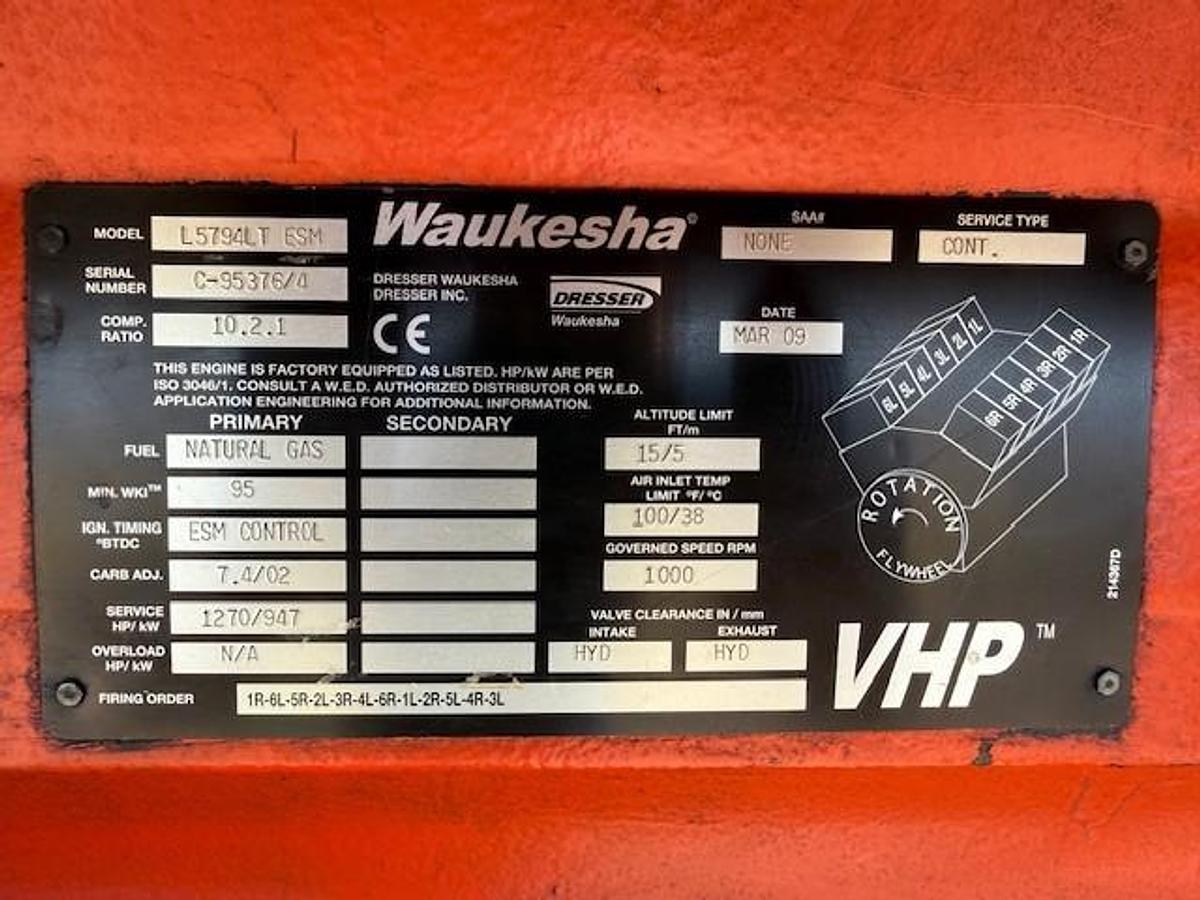 Waukesha®
MODEL L5794LT ESM
SERIAL NUMBER C-95376/4
COMP. RATIO 10.2.1
DRESSER WAUKESHA
DRESSER INC.
CE
DRESSER
Waukesha
SAA# NONE
SERVICE TYPE CONT.
DATE MAR 09
THIS ENGINE IS FACTORY EQUIPPED AS LISTED. HP/kW ARE PER
ISO 3046/1. CONSULT A W.E.D. AUTHORIZED DISTRIBUTOR OR W.E.D.
APPLICATION ENGINEERING FOR ADDITIONAL INFORMATION.
PRIMARY SECONDARY
FUEL NATURAL GAS
MIN. WKI™ 95
IGN. TIMING °BTDC ESM CONTROL
CARB ADJ. 7.4/02
SERVICE HP/ kW 1270/947
OVERLOAD HP/ kW N/A
FIRING ORDER 1R-6L-5R-2L-3R-4L-6R-1L-2R-5L-4R-3L
ALTITUDE LIMIT
FT/m
15/5
AIR INLET TEMP
LIMIT °F/ °C
100/38
GOVERNED SPEED RPM
1000
VALVE CLEARANCE IN / mm
INTAKE EXHAUST
HYD HYD
6L 5L 4L 3L 2L 1L
6R 5R 4R 3R 2R 1R
ROTATION
FLYWHEEL
214367D
VHP™